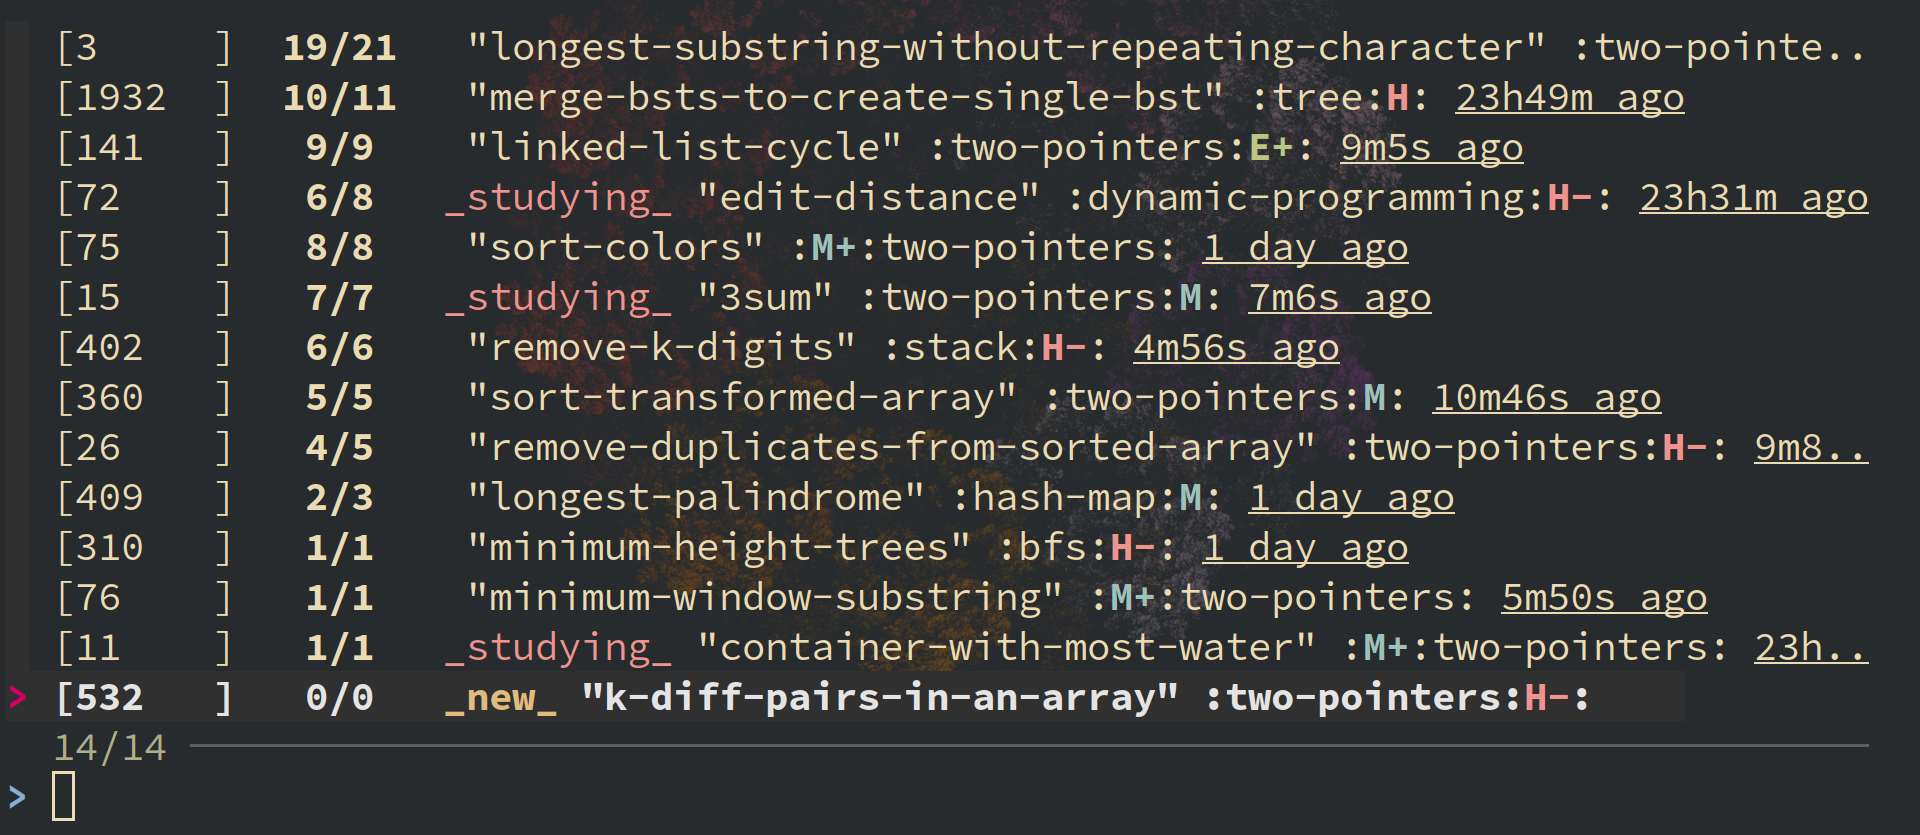 [3     ]  19/21   "longest-substring-without-repeating-character" :two-pointe..
[1932  ]  10/11   "merge-bsts-to-create-single-bst" :tree:H: 23h49m ago
[141   ]   9/9    "linked-list-cycle" :two-pointers:E+: 9m5s ago
[72    ]   6/8   _studying_ "edit-distance" :dynamic-programming:H-: 23h31m ago
[75    ]   8/8    "sort-colors" :M+:two-pointers: 1 day ago
[15    ]   7/7   _studying_ "3sum" :two-pointers:M: 7m6s ago
[402   ]   6/6    "remove-k-digits" :stack:H-: 4m56s ago
[360   ]   5/5    "sort-transformed-array" :two-pointers:M: 10m46s ago
[26    ]   4/5    "remove-duplicates-from-sorted-array" :two-pointers:H-: 9m8..
[409   ]   2/3    "longest-palindrome" :hash-map:M: 1 day ago
[310   ]   1/1    "minimum-height-trees" :bfs:H-: 1 day ago
[76    ]   1/1    "minimum-window-substring" :M+:two-pointers: 5m50s ago
[11    ]   1/1   _studying_ "container-with-most-water" :M+:two-pointers: 23h..
> [532   ]   0/0   _new_ "k-diff-pairs-in-an-array" :two-pointers:H-:
14/14
>